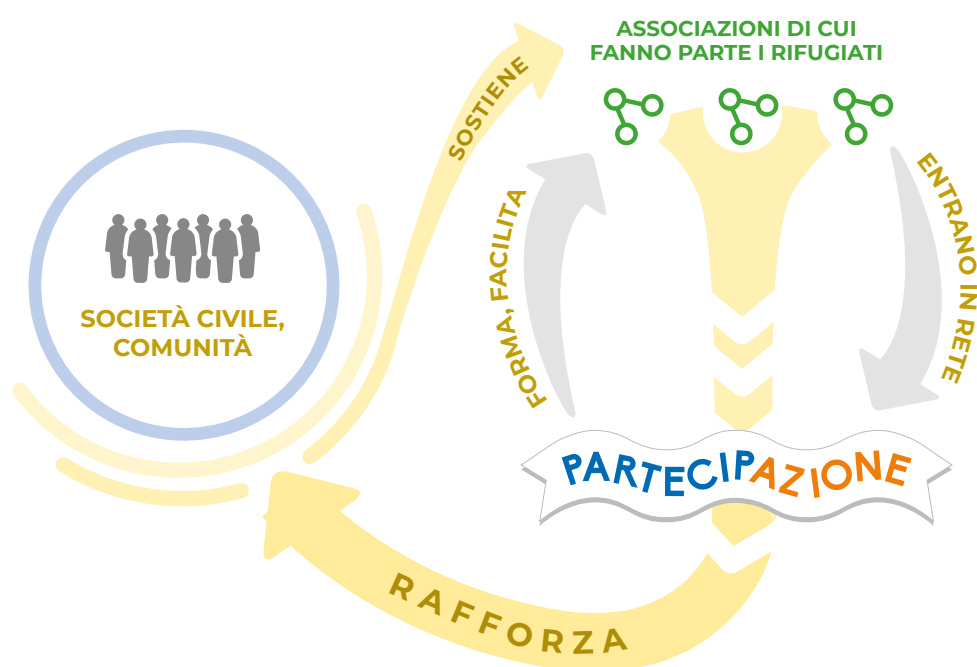 ASSOCIAZIONI DI CUI
FANNO PARTE I RIFUGIATI
SOSTIENE
SOCIETÀ CIVILE,
COMUNITÀ
FORMA, FACILITA
ENTRANO IN RETE
PARTECIPAZIONE
RAFFORZA